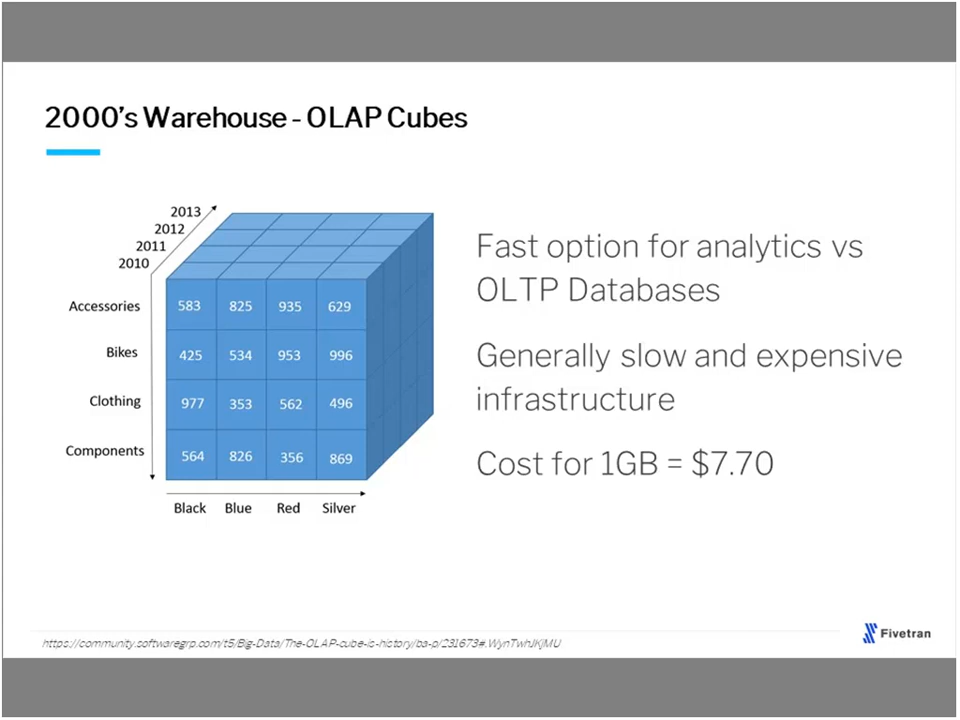 2000's Warehouse - OLAP Cubes
2013
2012
2011
2010
Accessories 583 825 935 629
Bikes 425 534 953 996
Clothing 977 353 562 496
Components 564 826 356 869
Black Blue Red Silver
Fast option for analytics vs
OLTP Databases
Generally slow and expensive
infrastructure
Cost for 1GB = $7.70
https://community.softwaregrp.com/t5/Big-Data/The-OLAP-cube-is-history/ba-p/231673#.WynTwhJKjMU
Fivetran